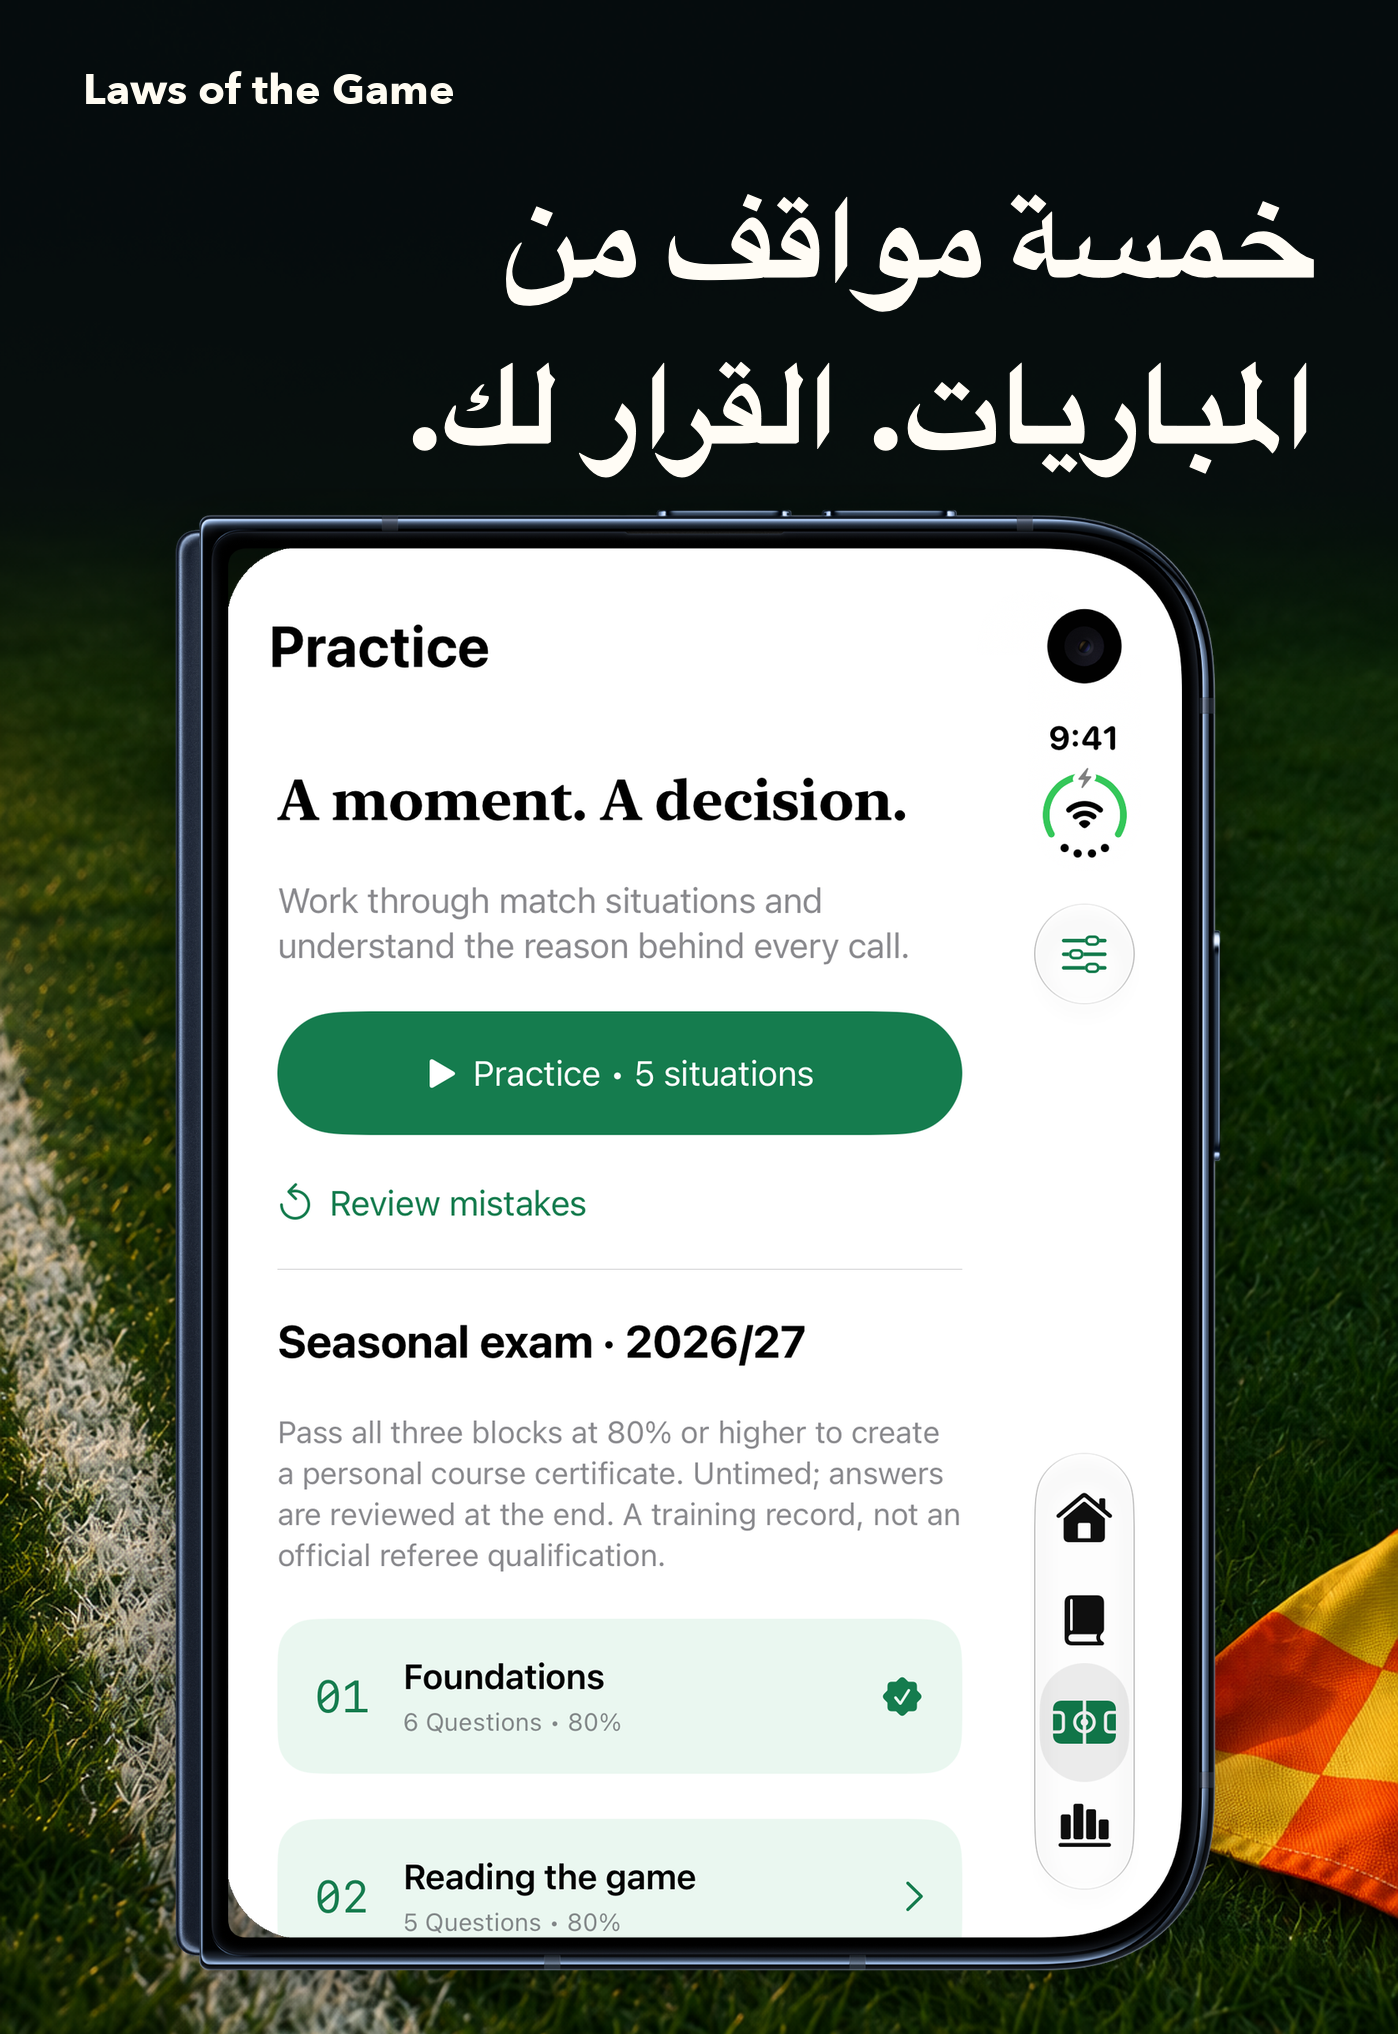 Laws of the Game
خمسة مواقف من
المباريات. القرار لك.
Practice
9:41
A moment. A decision.
Work through match situations and
understand the reason behind every call.
Practice • 5 situations
Review mistakes
Seasonal exam · 2026/27
Pass all three blocks at 80% or higher to create
a personal course certificate. Untimed; answers
are reviewed at the end. A training record, not an
official referee qualification.
01
Foundations
6 Questions • 80%
02
Reading the game
5 Questions • 80%